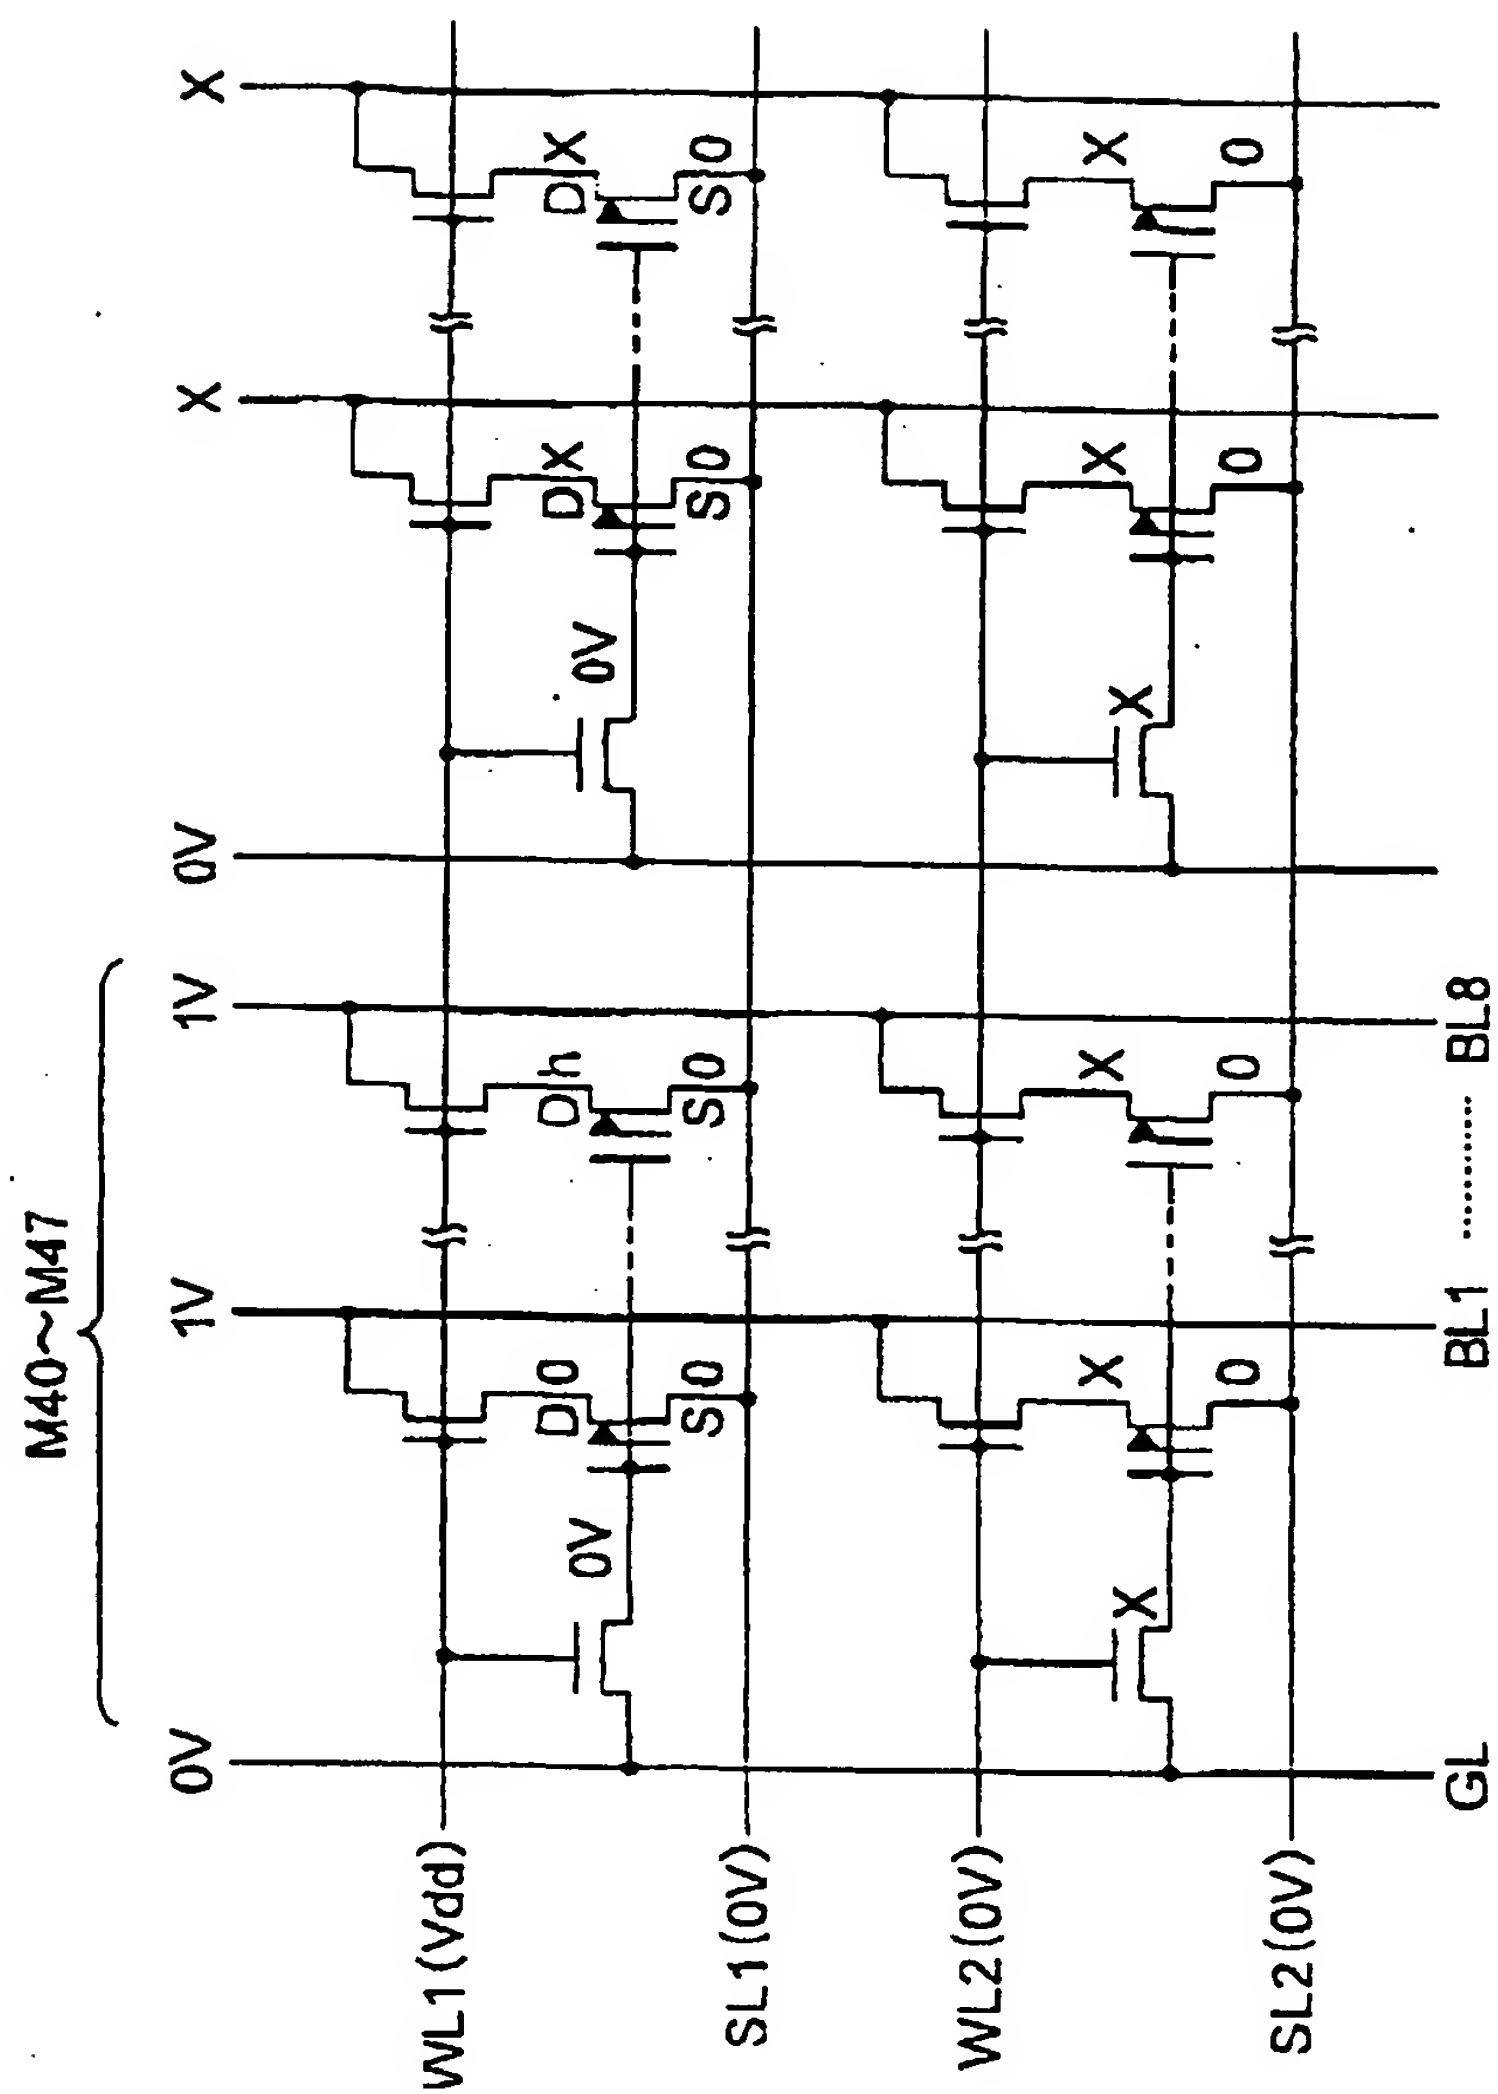 M40~M47
0V 1V 1V 0V X X
WL1(Vdd)
0V D0 Dh 0V DX DX
S0 S0 S0 S0
SL1(0V)
WL2(0V)
X X X X X X
0 0 0 0
SL2(0V)
GL BL1 ········· BL8